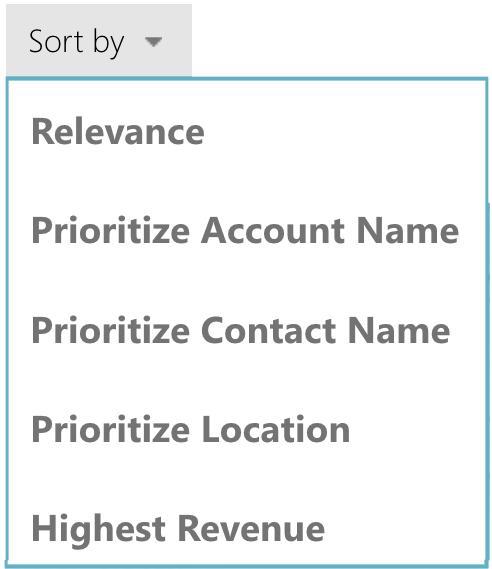 Sort by
Relevance
Prioritize Account Name
Prioritize Contact Name
Prioritize Location
Highest Revenue